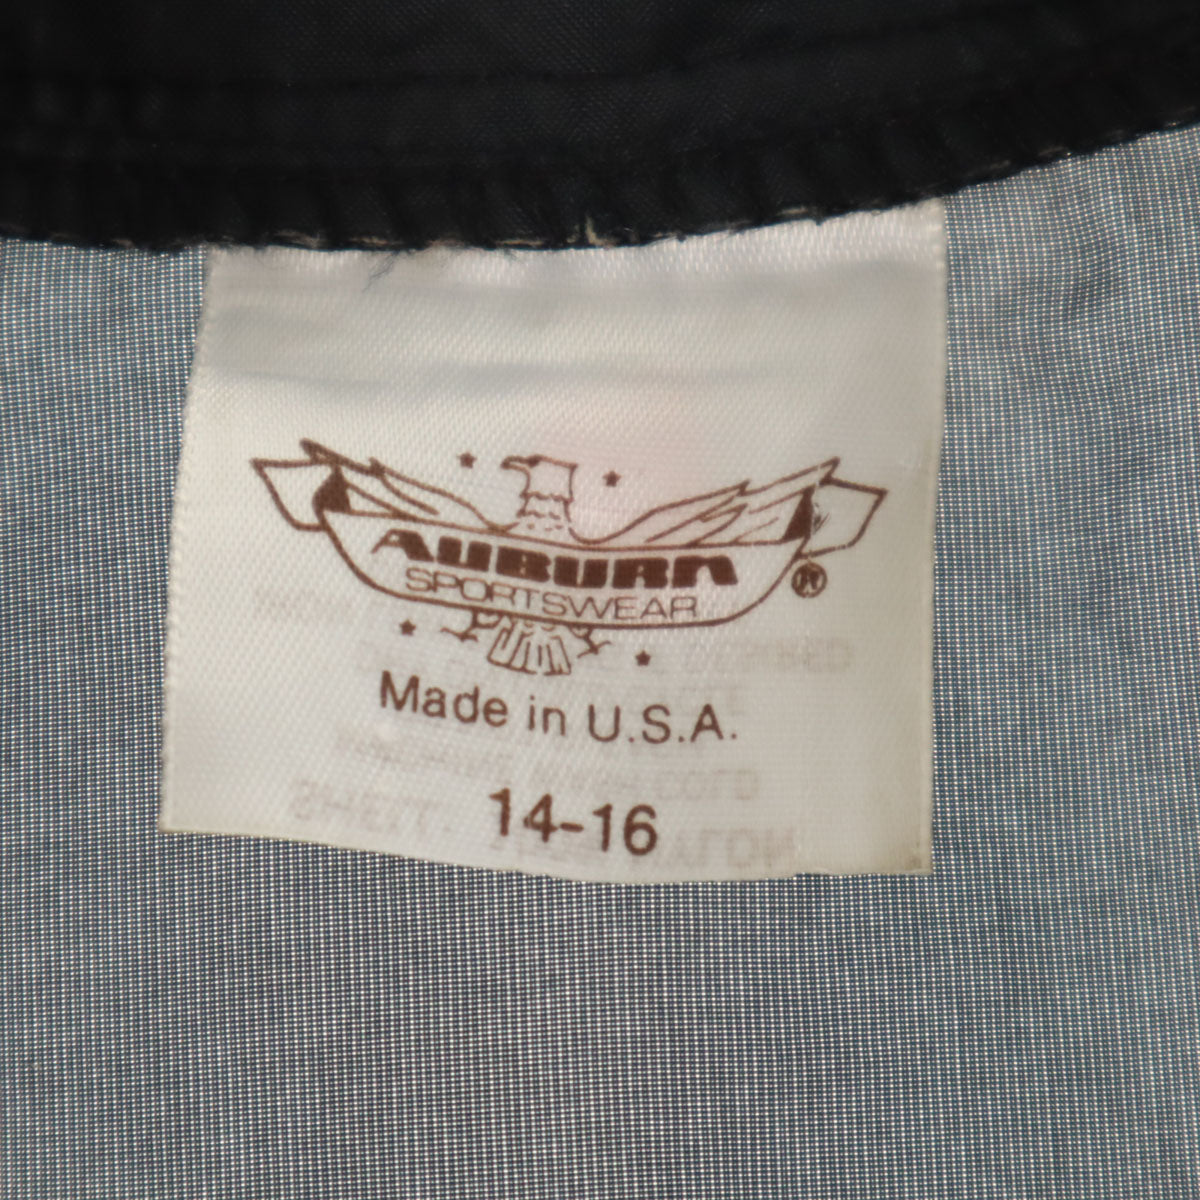 AUBURN
SPORTSWEAR ®
Made in U.S.A.
14-16